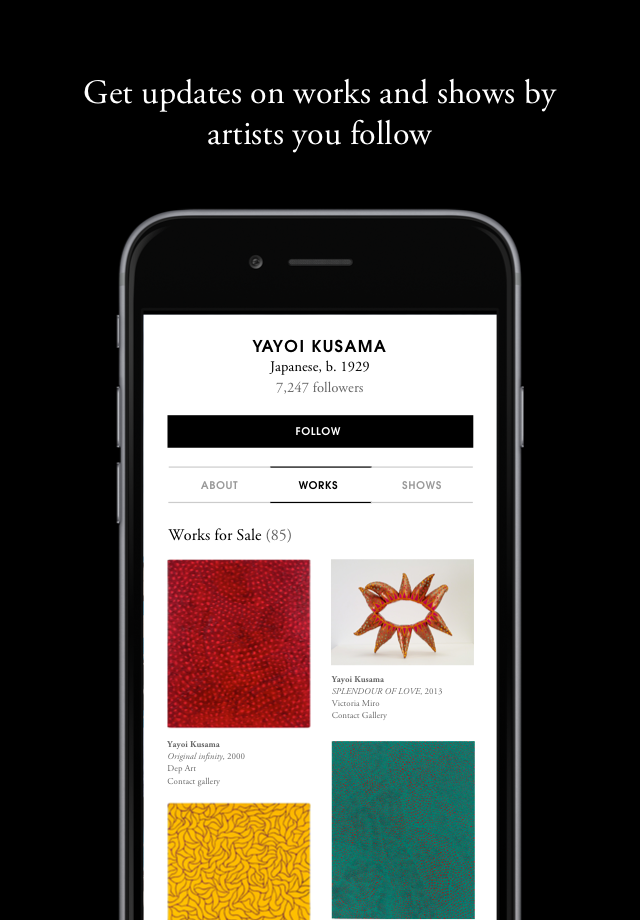 Get updates on works and shows by
artists you follow
YAYOI KUSAMA
Japanese, b. 1929
7,247 followers
FOLLOW
ABOUT WORKS SHOWS
Works for Sale (85)
Yayoi Kusama
Original infinity, 2000
Dep Art
Contact gallery
Yayoi Kusama
SPLENDOUR OF LOVE, 2013
Victoria Miro
Contact Gallery